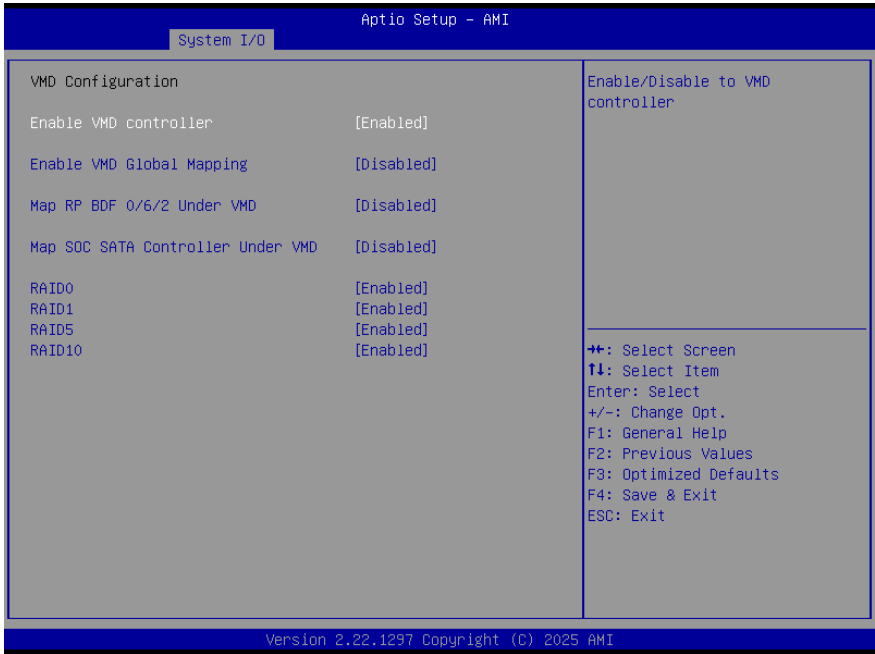 Aptio Setup - AMI
System I/O
VMD Configuration
Enable VMD controller [Enabled]
Enable VMD Global Mapping [Disabled]
Map RP BDF 0/6/2 Under VMD [Disabled]
Map SOC SATA Controller Under VMD [Disabled]
RAID0 [Enabled]
RAID1 [Enabled]
RAID5 [Enabled]
RAID10 [Enabled]
Enable/Disable to VMD
controller
→←: Select Screen
↑↓: Select Item
Enter: Select
+/-: Change Opt.
F1: General Help
F2: Previous Values
F3: Optimized Defaults
F4: Save & Exit
ESC: Exit
Version 2.22.1297 Copyright (C) 2025 AMI